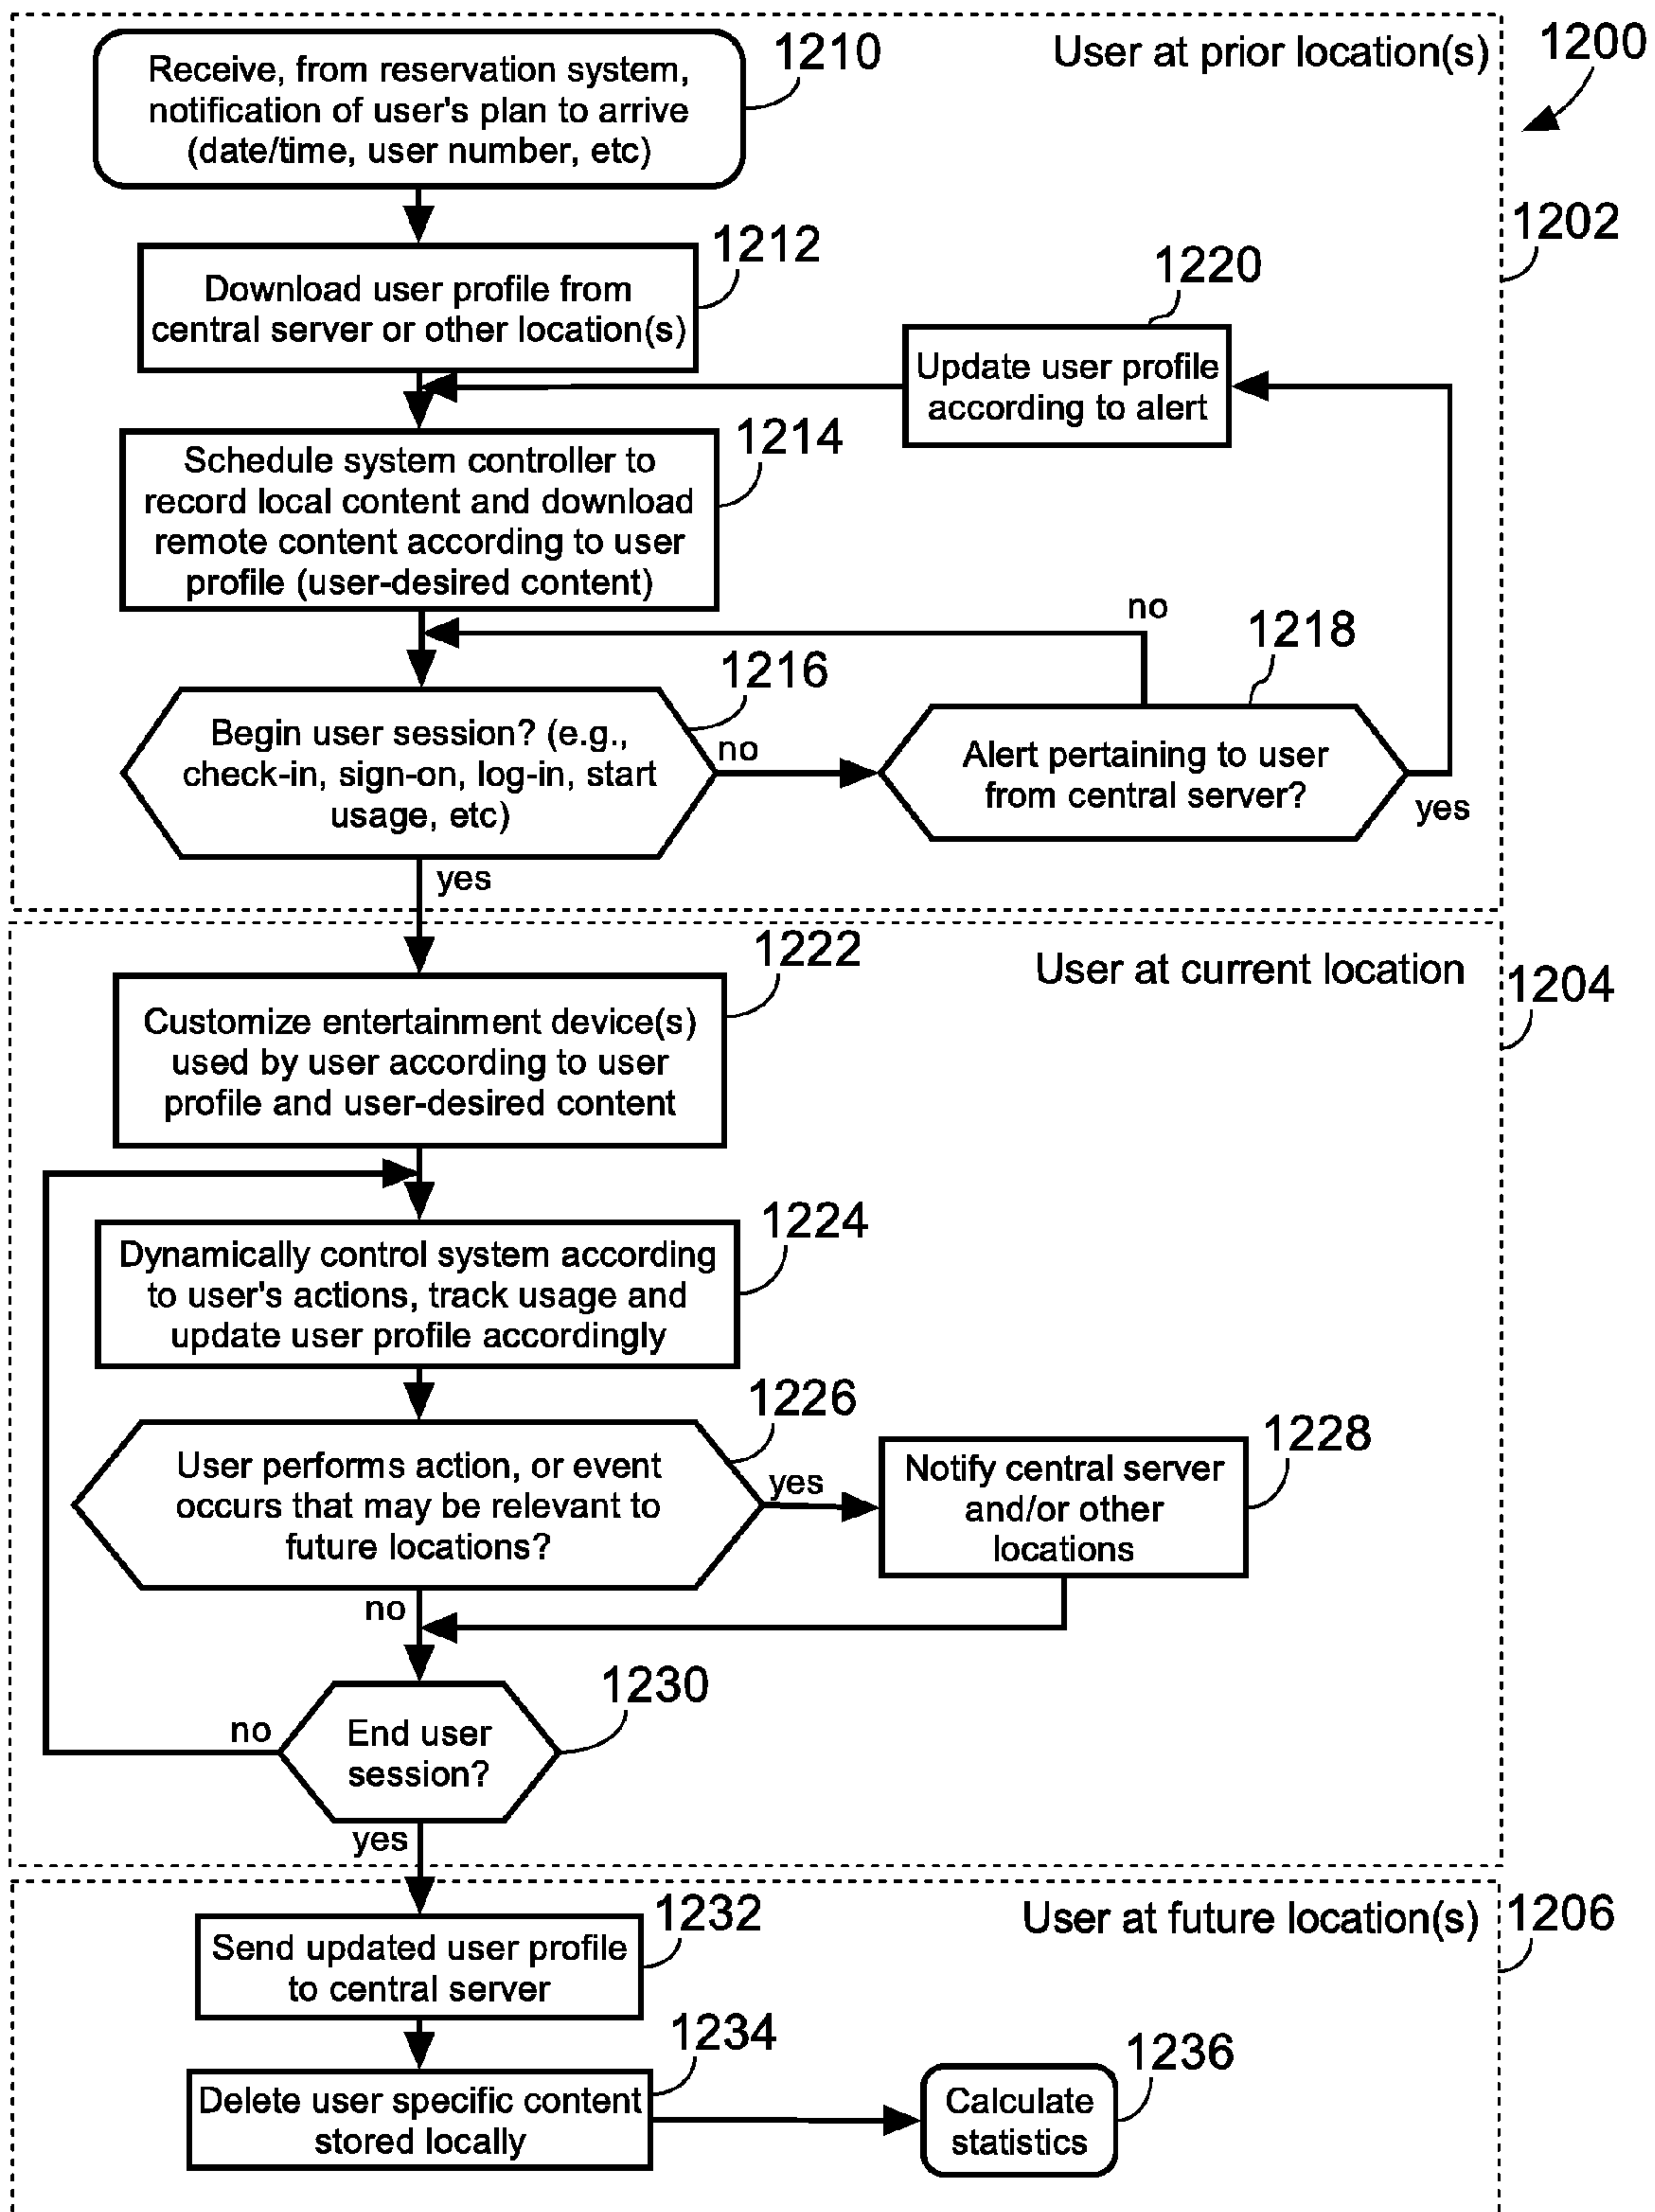 User at prior location(s)
1200
1210
Receive, from reservation system,
notification of user's plan to arrive
(date/time, user number, etc)
1202
1212
Download user profile from
central server or other location(s)
1220
Update user profile
according to alert
1214
Schedule system controller to
record local content and download
remote content according to user
profile (user-desired content)
no
1218
1216
Begin user session? (e.g.,
check-in, sign-on, log-in, start
usage, etc)
no
Alert pertaining to user
from central server?
yes
yes
1222
User at current location
1204
Customize entertainment device(s)
used by user according to user
profile and user-desired content
1224
Dynamically control system according
to user's actions, track usage and
update user profile accordingly
1226
User performs action, or event
occurs that may be relevant to
future locations?
yes
1228
Notify central server
and/or other
locations
no
1230
End user
session?
no
yes
1232
User at future location(s)
1206
Send updated user profile
to central server
1234
Delete user specific content
stored locally
1236
Calculate
statistics